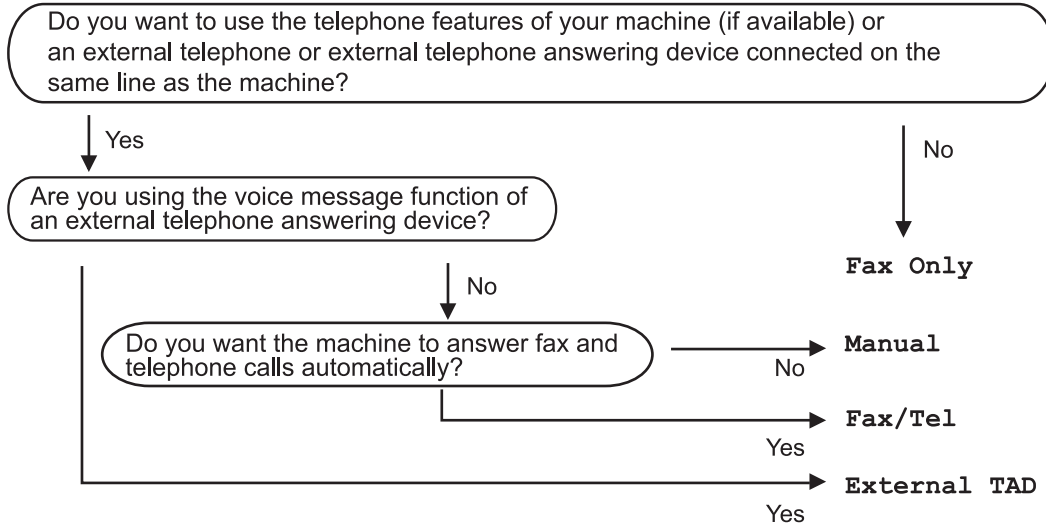 Do you want to use the telephone features of your machine (if available) or
an external telephone or external telephone answering device connected on the
same line as the machine?
Yes
No
Are you using the voice message function of
an external telephone answering device?
Fax Only
No
Do you want the machine to answer fax and
telephone calls automatically?
No
Manual
Yes
Fax/Tel
Yes
External TAD